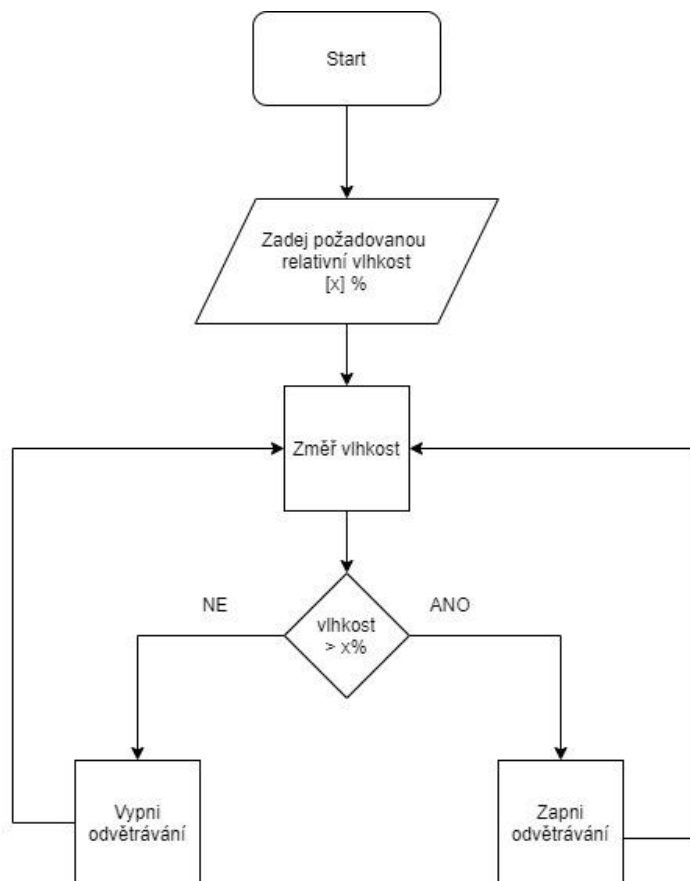 Start
Zadej požadovanou
relativní vlhkost
[x] %
Změř vlhkost
NE
ANO
vlhkost
> x%
Vypni
odvětrávání
Zapni
odvětrávání